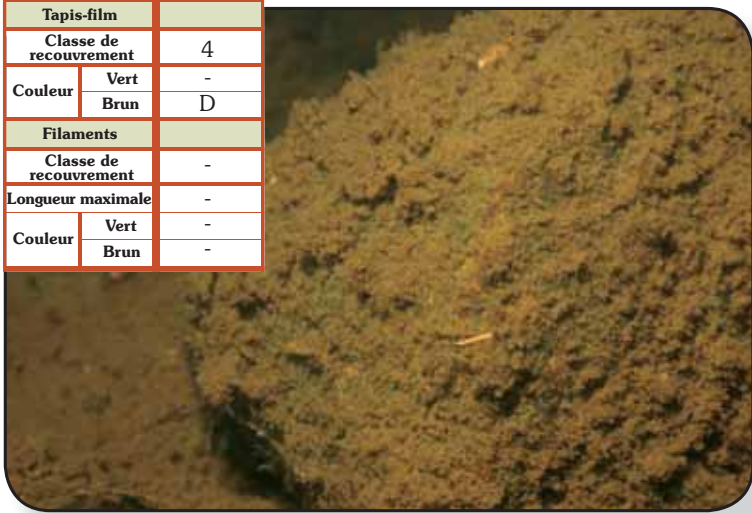 Tapis-film
Classe de
recouvrement 4
Couleur Vert -
Brun D
Filaments
Classe de
recouvrement -
Longueur maximale -
Couleur Vert -
Brun -